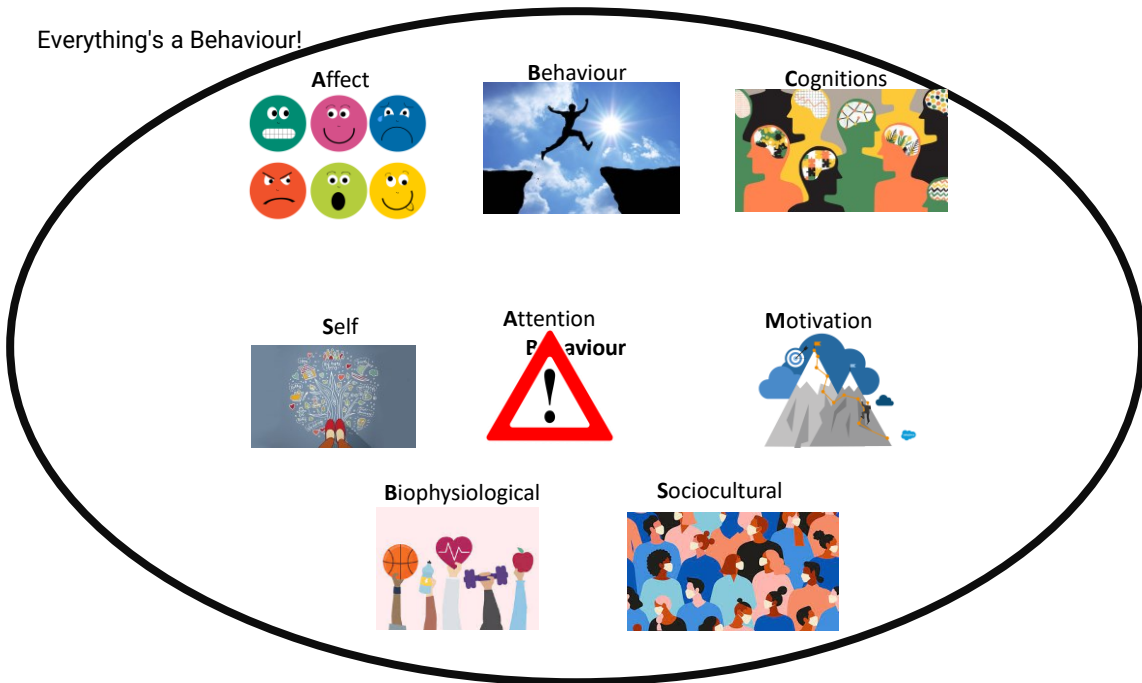 Everything's a Behaviour!
Affect
Behaviour
Cognitions
Self
Attention
Motivation
Biophysiological
Sociocultural